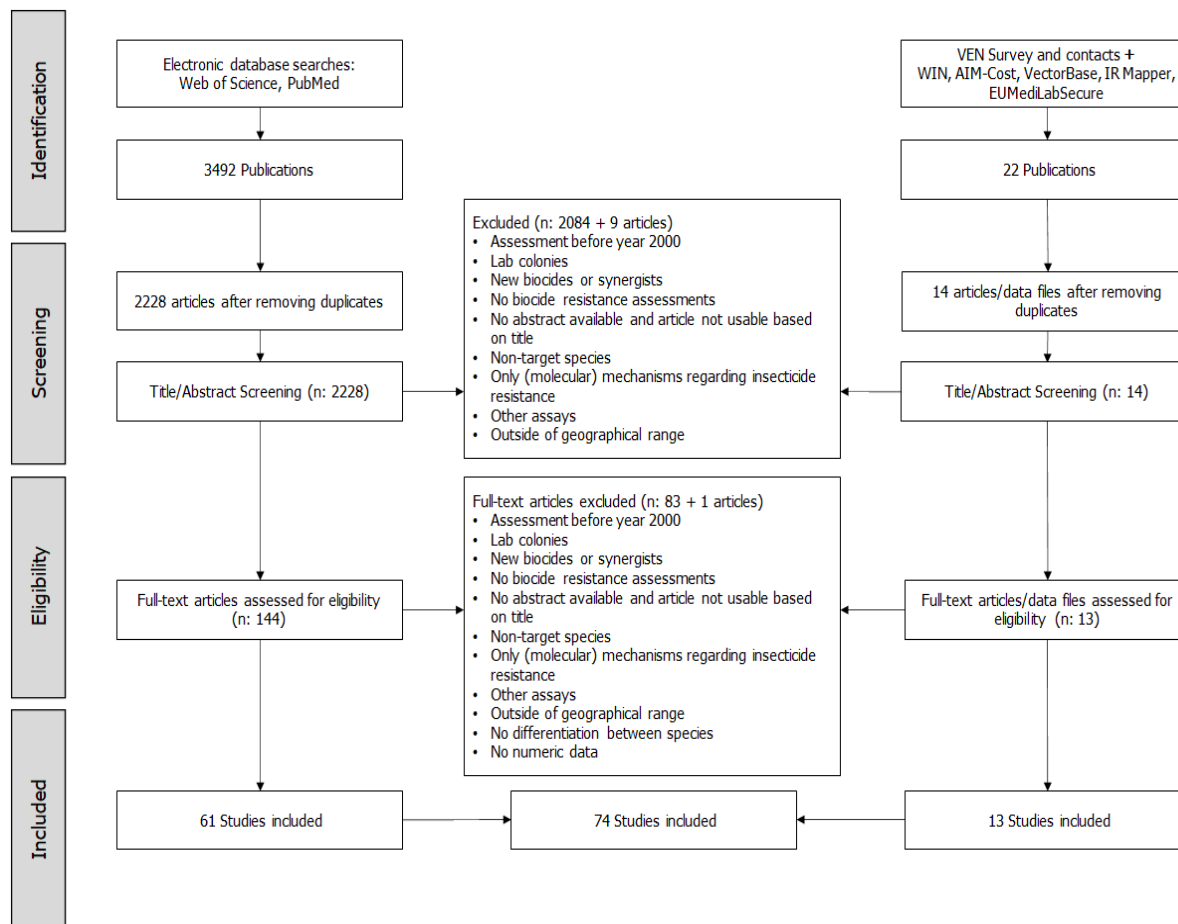 Identification
Electronic database searches:
Web of Science, PubMed
VEN Survey and contacts +
WIN, AIM-Cost, VectorBase, IR Mapper,
EUMediLabSecure
3492 Publications
22 Publications
Screening
Excluded (n: 2084 + 9 articles)
• Assessment before year 2000
• Lab colonies
• New biocides or synergists
• No biocide resistance assessments
• No abstract available and article not usable based
on title
• Non-target species
• Only (molecular) mechanisms regarding insecticide
resistance
• Other assays
• Outside of geographical range
2228 articles after removing duplicates
14 articles/data files after removing
duplicates
Title/Abstract Screening (n: 2228)
Title/Abstract Screening (n: 14)
Eligibility
Full-text articles excluded (n: 83 + 1 articles)
• Assessment before year 2000
• Lab colonies
• New biocides or synergists
• No biocide resistance assessments
• No abstract available and article not usable based
on title
• Non-target species
• Only (molecular) mechanisms regarding insecticide
resistance
• Other assays
• Outside of geographical range
• No differentiation between species
• No numeric data
Full-text articles assessed for eligibility
(n: 144)
Full-text articles/data files assessed for
eligibility (n: 13)
Included
61 Studies included
74 Studies included
13 Studies included